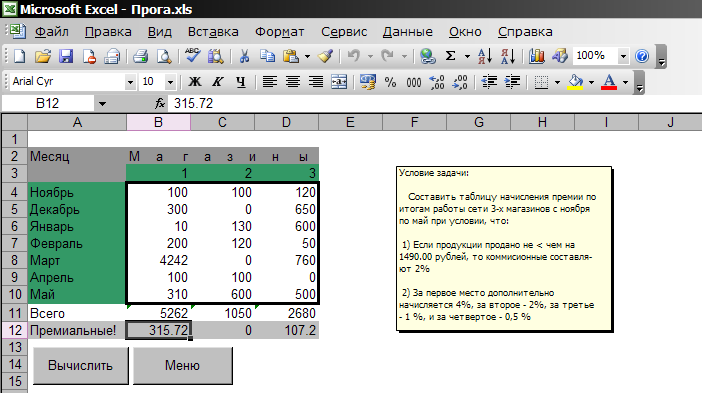 Microsoft Excel - Прога.xls
Файл Правка Вид Вставка Формат Сервис Данные Окно Справка
100%
Arial Cyr 10 Ж К Ч % 000
B12 fx 315.72
A B C D E F G H I J
1
2 Месяц М а г а з и н ы
3 1 2 3
4 Ноябрь 100 100 120
5 Декабрь 300 0 650
6 Январь 10 130 600
7 Февраль 200 120 50
8 Март 4242 0 760
9 Апрель 100 100 0
10 Май 310 600 500
11 Всего 5262 1050 2680
12 Премиальные! 315.72 0 107.2
13
14 Вычислить Меню
15
Условие задачи:
Составить таблицу начисления премии по
итогам работы сети 3-х магазинов с ноября
по май при условии, что:
1) Если продукции продано не < чем на
1490.00 рублей, то коммисионные составля-
ют 2%
2) За первое место дополнительно
начисляется 4%, за второе - 2%, за третье
- 1 %, и за четвертое - 0,5 %